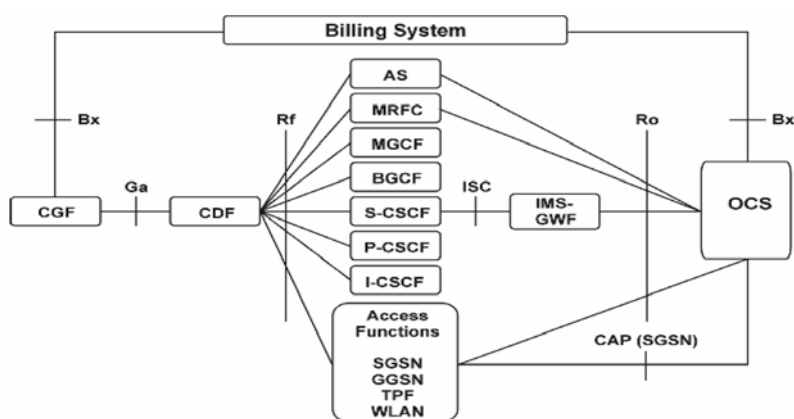 Billing System
AS
Bx
Rf
MRFC
Ro
Bx
MGCF
BGCF
Ga
ISC
CGF
CDF
S-CSCF
IMS-
GWF
OCS
P-CSCF
I-CSCF
Access
Functions
CAP (SGSN)
SGSN
GGSN
TPF
WLAN